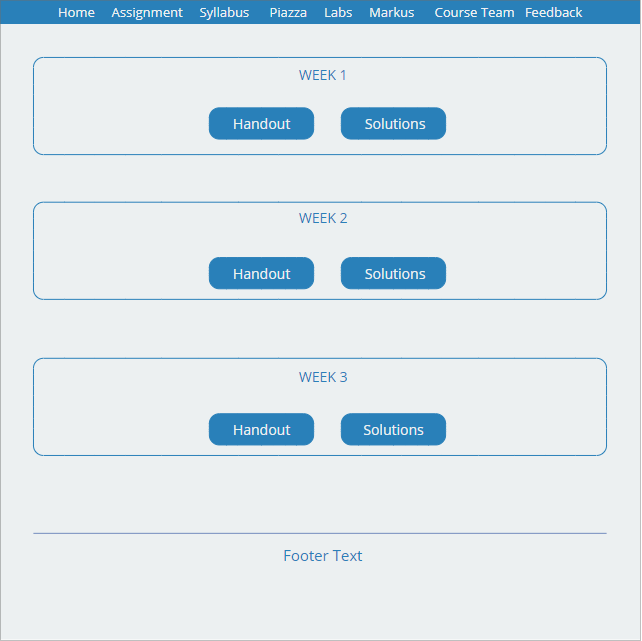 Home Assignment Syllabus Piazza Labs Markus Course Team Feedback
WEEK 1
Handout Solutions
WEEK 2
Handout Solutions
WEEK 3
Handout Solutions
Footer Text